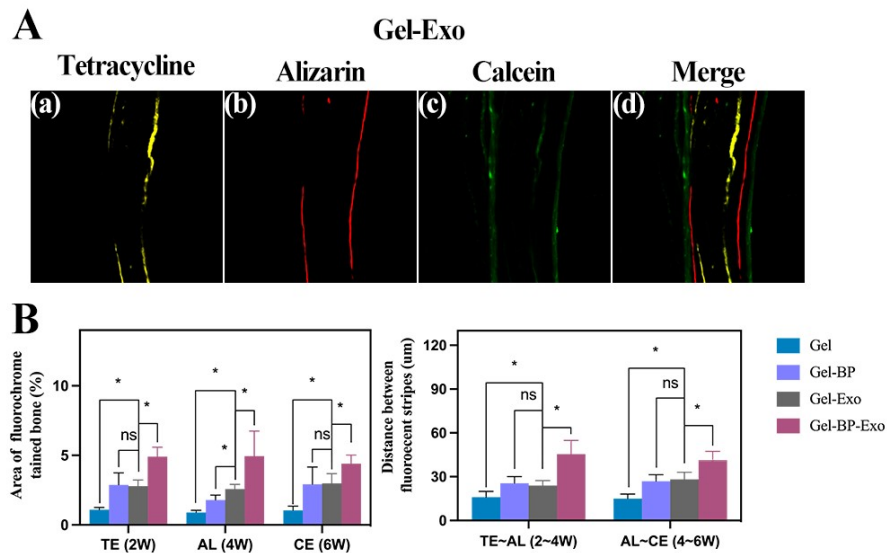 A
Gel-Exo
Tetracycline
Alizarin
Calcein
Merge
(a)
(b)
(c)
(d)
B
Area of fluorochrome
tained bone (%)
10
5
0
*
*
ns
*
*
*
*
*
ns
TE (2W)
AL (4W)
CE (6W)
Distance between
fluoroecent stripes (um)
120
90
60
30
0
*
ns
*
*
ns
*
TE~AL (2~4W)
AL~CE (4~6W)
Gel
Gel-BP
Gel-Exo
Gel-BP-Exo